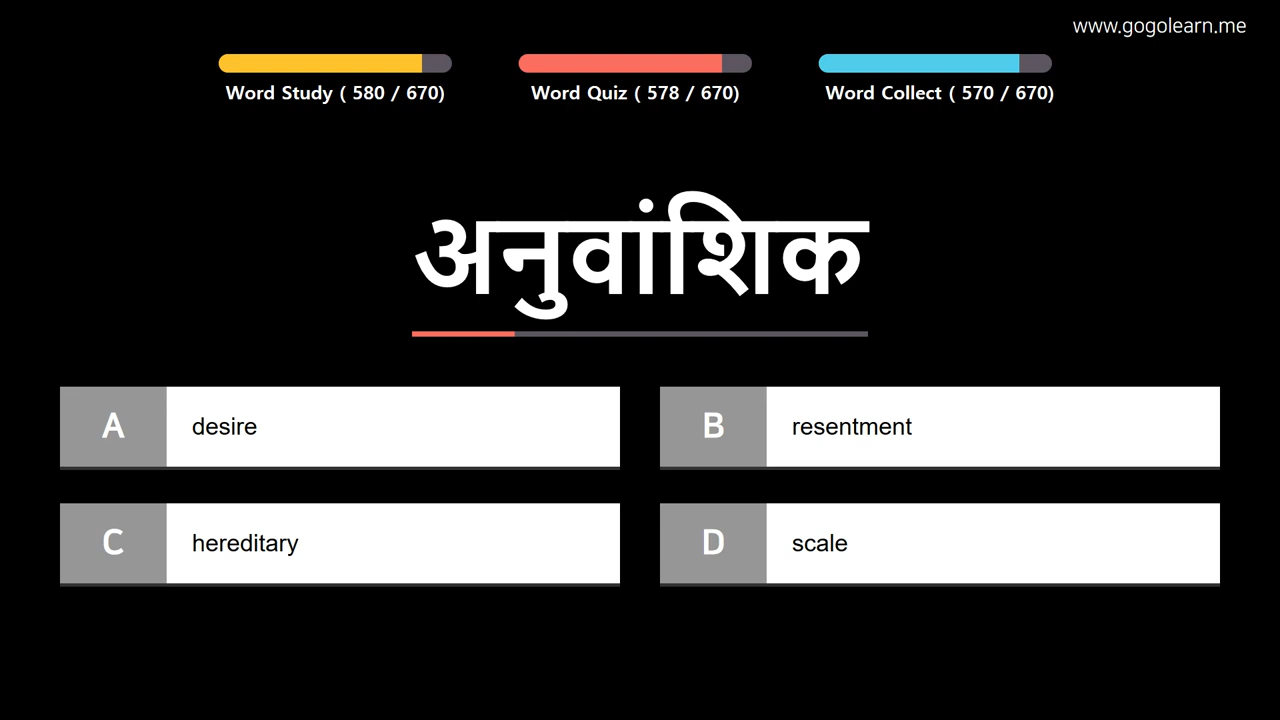 www.gogolearn.me
Word Study ( 580 / 670)
Word Quiz ( 578 / 670)
Word Collect ( 570 / 670)
अनुवांशिक
A desire
B resentment
C hereditary
D scale